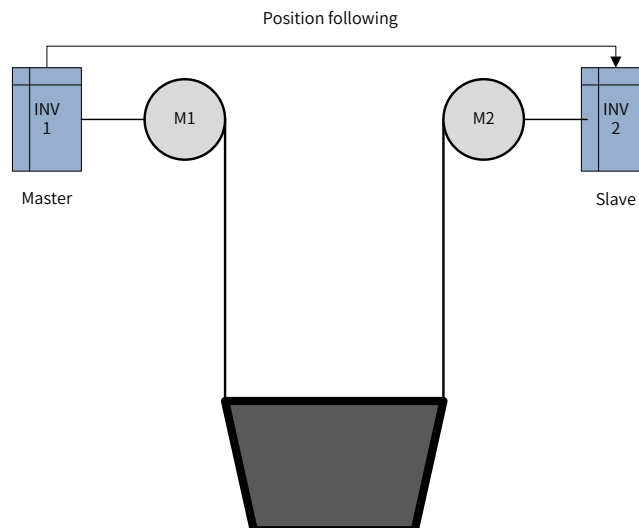 Position following
INV
1
M1
M2
INV
2
Master
Slave